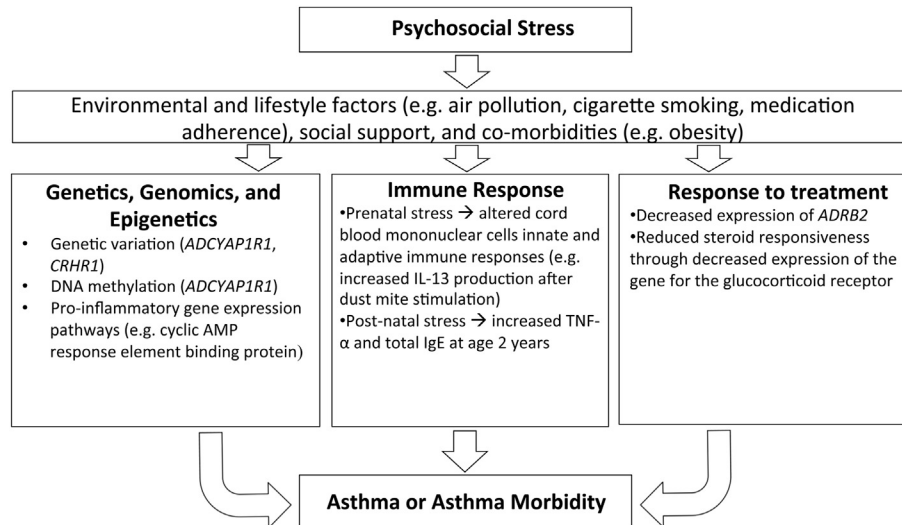 Psychosocial Stress
Environmental and lifestyle factors (e.g. air pollution, cigarette smoking, medication
adherence), social support, and co-morbidities (e.g. obesity)
Genetics, Genomics, and
Epigenetics
• Genetic variation (ADCYAP1R1,
CRHR1)
• DNA methylation (ADCYAP1R1)
• Pro-inflammatory gene expression
pathways (e.g. cyclic AMP
response element binding protein)
Immune Response
•Prenatal stress → altered cord
blood mononuclear cells innate and
adaptive immune responses (e.g.
increased IL-13 production after
dust mite stimulation)
•Post-natal stress → increased TNF-
α and total IgE at age 2 years
Response to treatment
•Decreased expression of ADRB2
•Reduced steroid responsiveness
through decreased expression of the
gene for the glucocorticoid receptor
Asthma or Asthma Morbidity